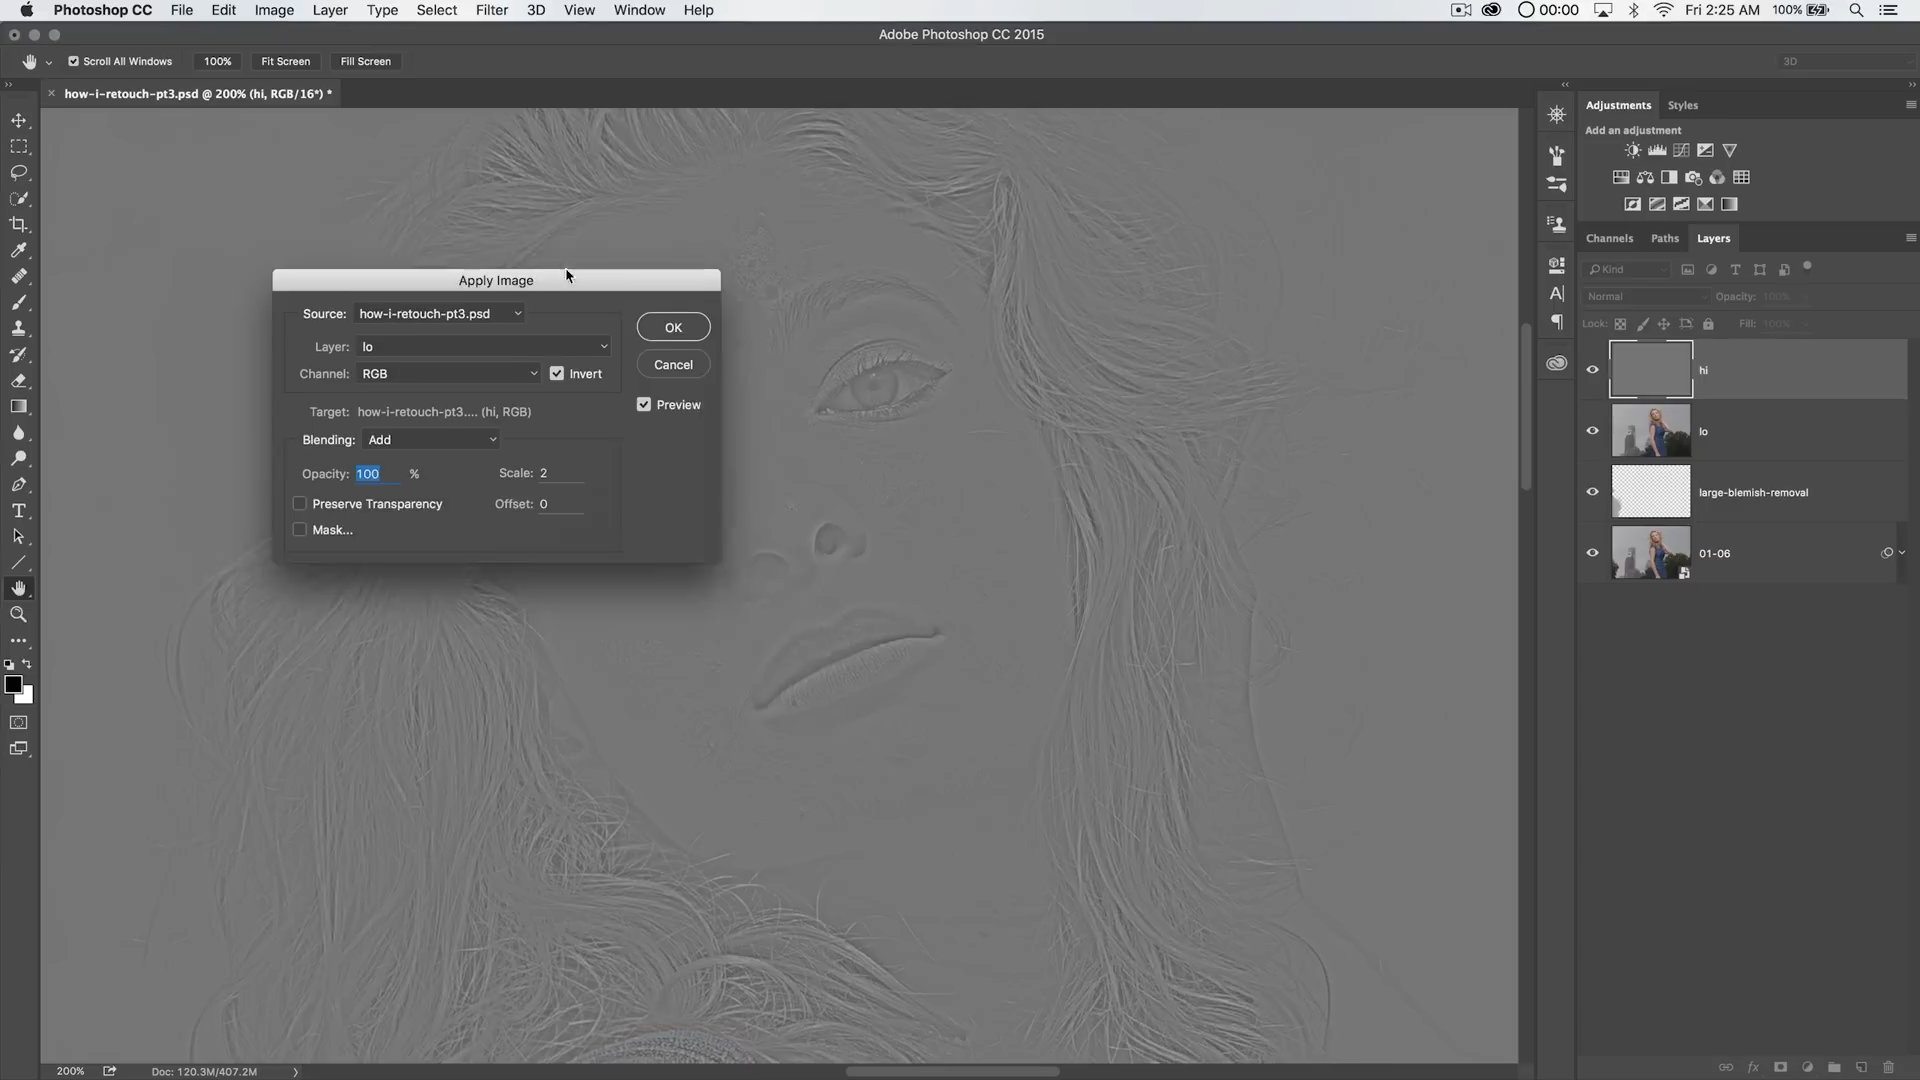 Photoshop CC File Edit Image Layer Type Select Filter 3D View Window Help 00:00 Fri 2:25 AM 100%
Adobe Photoshop CC 2015
Scroll All Windows 100% Fit Screen Fill Screen 3D
how-i-retouch-pt3.psd @ 200% (hi, RGB/16*) *
Adjustments Styles
Add an adjustment
Channels Paths Layers
Kind
Normal Opacity: 100%
Lock: Fill: 100%
hi
lo
large-blemish-removal
01-06
Apply Image
Source: how-i-retouch-pt3.psd
OK
Layer: lo
Cancel
Channel: RGB Invert
Preview
Target: how-i-retouch-pt3.... (hi, RGB)
Blending: Add
Opacity: 100 % Scale: 2
Preserve Transparency Offset: 0
Mask...
200% Doc: 120.3M/407.2M